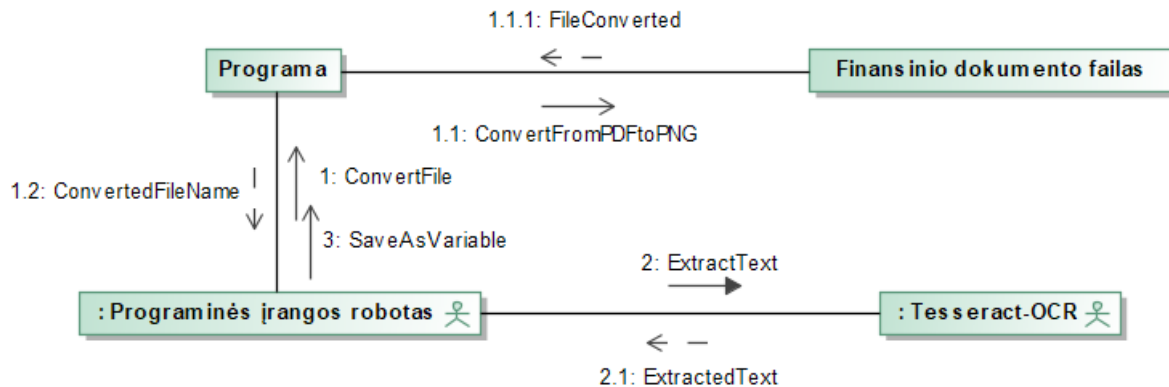 1.1.1: FileConverted
Programa
Finansinio dokumento failas
1.1: ConvertFromPDFtoPNG
1: ConvertFile
1.2: ConvertedFileName
3: SaveAsVariable
2: ExtractText
: Programinės įrangos robotas
: Tesseract-OCR
2.1: ExtractedText